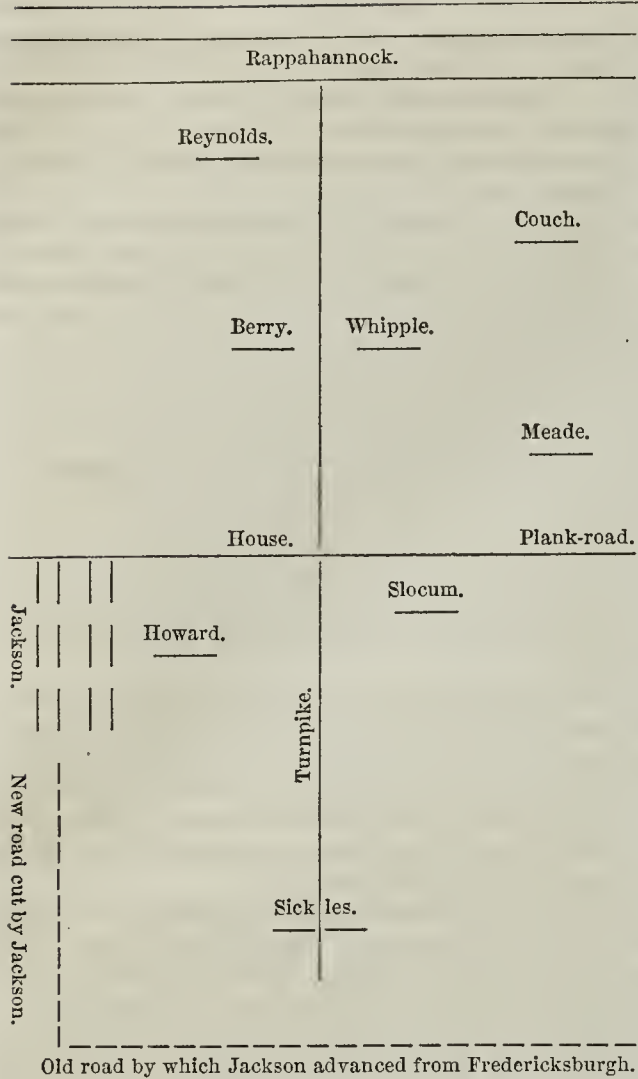 Rappahannock.
Reynolds.
Couch.
Berry.
Whipple.
Meade.
House.
Plank-road.
Slocum.
Jackson.
Howard.
Turnpike.
New road cut by Jackson.
Sickles.
Old road by which Jackson advanced from Fredericksburgh.